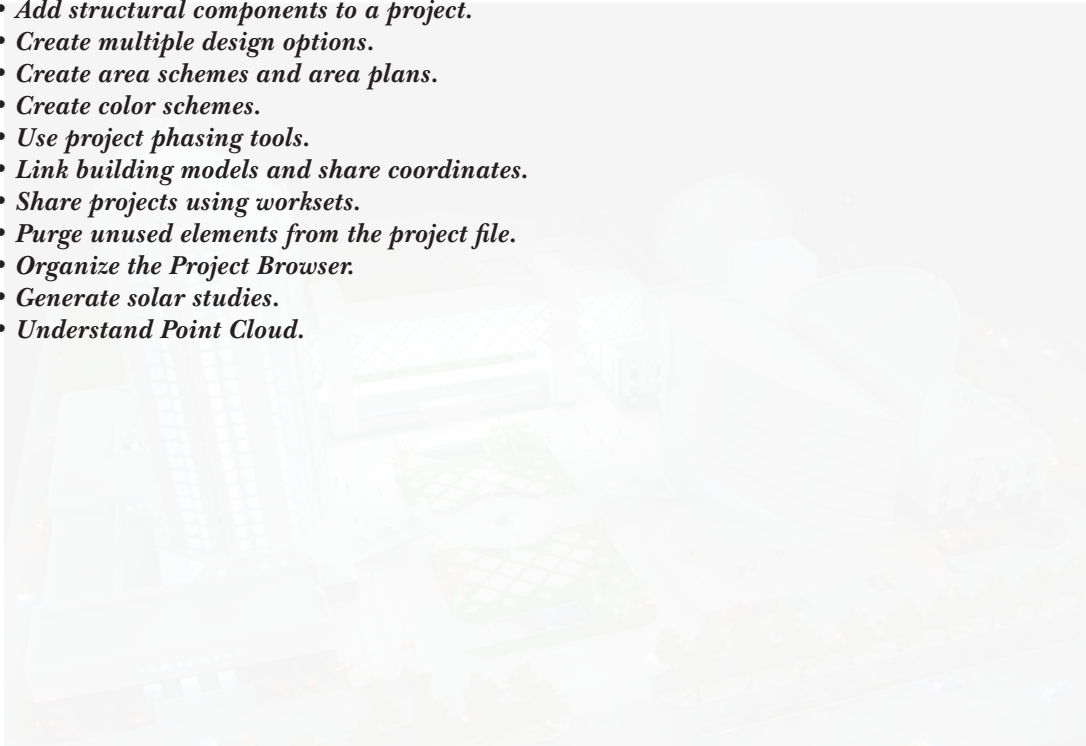 • Add structural components to a project.
• Create multiple design options.
• Create area schemes and area plans.
• Create color schemes.
• Use project phasing tools.
• Link building models and share coordinates.
• Share projects using worksets.
• Purge unused elements from the project file.
• Organize the Project Browser.
• Generate solar studies.
• Understand Point Cloud.